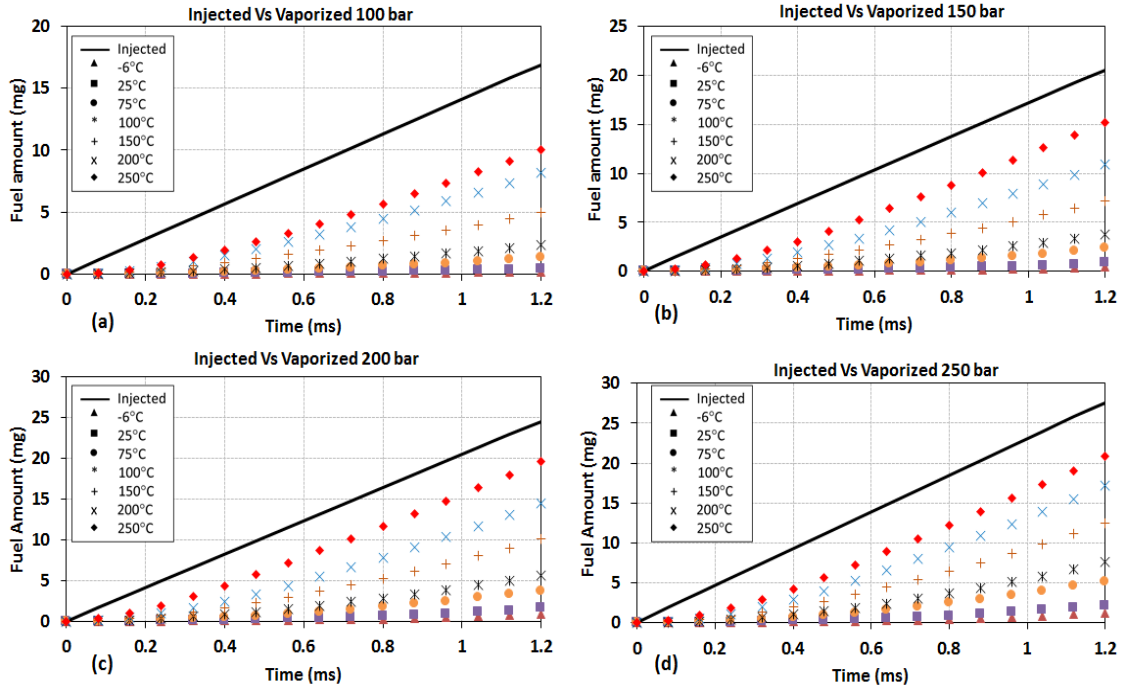 Injected Vs Vaporized 100 bar
20
15
10
5
0
Fuel amount (mg)
Injected
-6°C
25°C
75°C
100°C
150°C
200°C
250°C
0 0.2 0.4 0.6 0.8 1 1.2
(a)
Time (ms)
Injected Vs Vaporized 150 bar
25
20
15
10
5
0
Fuel amount (mg)
Injected
-6°C
25°C
75°C
100°C
150°C
200°C
250°C
0 0.2 0.4 0.6 0.8 1 1.2
(b)
Time (ms)
Injected Vs Vaporized 200 bar
30
25
20
15
10
5
0
Fuel Amount (mg)
Injected
-6°C
25°C
75°C
100°C
150°C
200°C
250°C
0 0.2 0.4 0.6 0.8 1 1.2
(c)
Time (ms)
Injected Vs Vaporized 250 bar
30
25
20
15
10
5
0
Fuel Amount (mg)
Injected
-6°C
25°C
75°C
100°C
150°C
200°C
250°C
0 0.2 0.4 0.6 0.8 1 1.2
(d)
Time (ms)